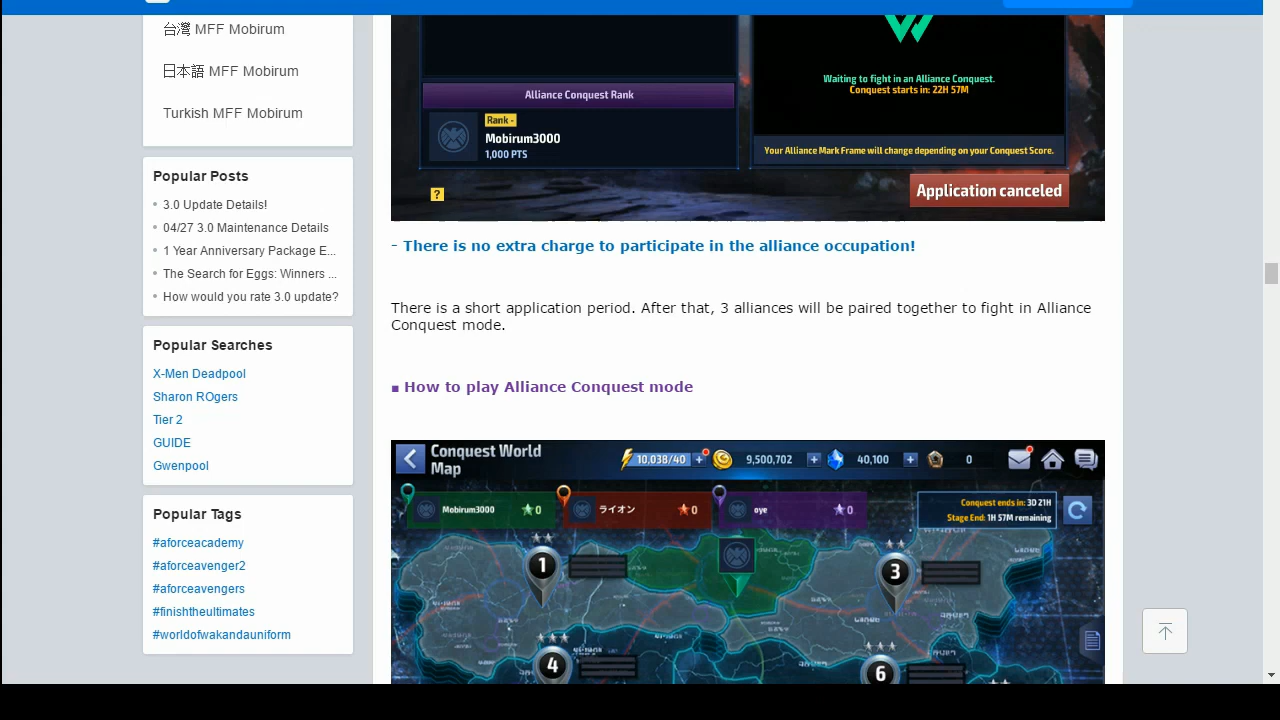 台灣 MFF Mobirum
日本語 MFF Mobirum
Turkish MFF Mobirum
Popular Posts
3.0 Update Details!
04/27 3.0 Maintenance Details
1 Year Anniversary Package E...
The Search for Eggs: Winners ...
How would you rate 3.0 update?
Popular Searches
X-Men Deadpool
Sharon ROgers
Tier 2
GUIDE
Gwenpool
Popular Tags
#aforceacademy
#aforceavenger2
#aforceavengers
#finishtheultimates
#worldofwakandauniform
Alliance Conquest Rank
Rank -
Mobirum3000
1,000 PTS
?
Waiting to fight in an Alliance Conquest.
Conquest starts in: 22H 57M
Your Alliance Mark Frame will change depending on your Conquest Score.
Application canceled
- There is no extra charge to participate in the alliance occupation!
There is a short application period. After that, 3 alliances will be paired together to fight in Alliance
Conquest mode.
■ How to play Alliance Conquest mode
Conquest World
Map
10,038/40
9,500,702
40,100
0
Mobirum3000 0
ライオン 0
oye 0
Conquest ends in: 3D 21H
Stage End: 1H 57M remaining
1
3
4
6